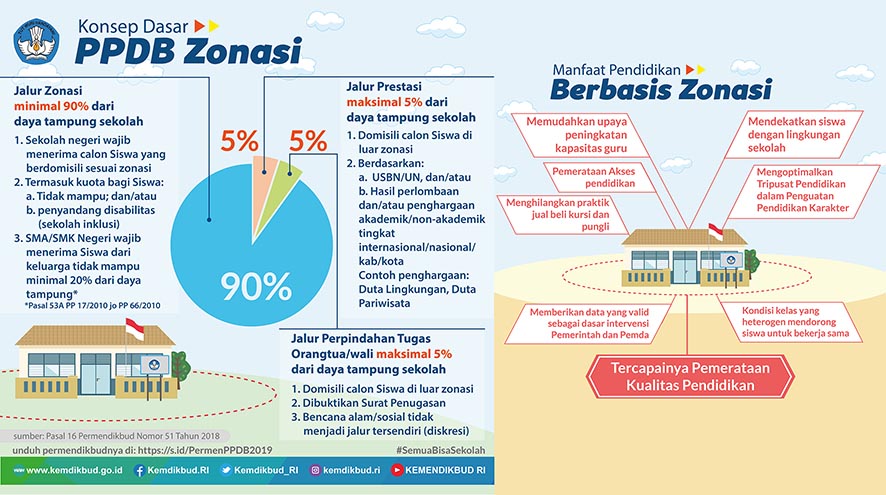 Konsep Dasar
PPDB Zonasi
Jalur Zonasi
minimal 90% dari
daya tampung sekolah
1. Sekolah negeri wajib
menerima calon Siswa yang
berdomisili sesuai zonasi
2. Termasuk kuota bagi Siswa:
a. Tidak mampu; dan/atau
b. penyandang disabilitas
(sekolah inklusi)
3. SMA/SMK Negeri wajib
menerima Siswa dari
keluarga tidak mampu
minimal 20% dari daya
tampung*
*Pasal 53A PP 17/2010 jo PP 66/2010
5%
5%
90%
Jalur Prestasi
maksimal 5% dari
daya tampung sekolah
1. Domisili calon Siswa di
luar zonasi
2. Berdasarkan:
a. USBN/UN, dan/atau
b. Hasil perlombaan
dan/atau penghargaan
akademik/non-akademik
tingkat
internasional/nasional/
kab/kota
Contoh penghargaan:
Duta Lingkungan, Duta
Pariwisata
Jalur Perpindahan Tugas
Orangtua/wali maksimal 5%
dari daya tampung sekolah
1. Domisili calon Siswa di luar zonasi
2. Dibuktikan Surat Penugasan
3. Bencana alam/sosial tidak
menjadi jalur tersendiri (diskresi)
sumber: Pasal 16 Permendikbud Nomor 51 Tahun 2018
unduh permendikbudnya di: https://s.id/PermenPPDB2019
#SemuaBisaSekolah
www.kemdikbud.go.id
Kemdikbud_RI
Kemdikbud_RI
kemdikbud.ri
KEMENDIKBUD RI
Manfaat Pendidikan
Berbasis Zonasi
Memudahkan upaya
peningkatan
kapasitas guru
Mendekatkan siswa
dengan lingkungan
sekolah
Pemerataan Akses
pendidikan
Mengoptimalkan
Tripusat Pendidikan
dalam Penguatan
Pendidikan Karakter
Menghilangkan praktik
jual beli kursi dan
pungli
Memberikan data yang valid
sebagai dasar intervensi
Pemerintah dan Pemda
Kondisi kelas yang
heterogen mendorong
siswa untuk bekerja sama
Tercapainya Pemerataan
Kualitas Pendidikan